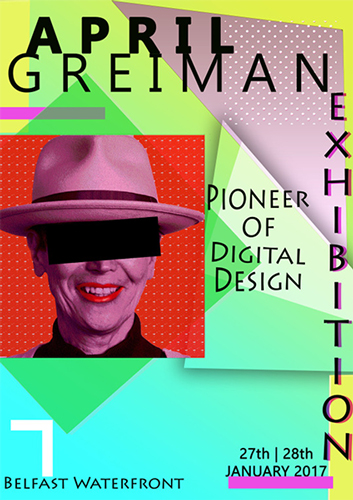 APRIL
GREIMAN
EXHIBITION
PIONEER
OF
DIGITAL
DESIGN
27th | 28th
JANUARY 2017
BELFAST WATERFRONT